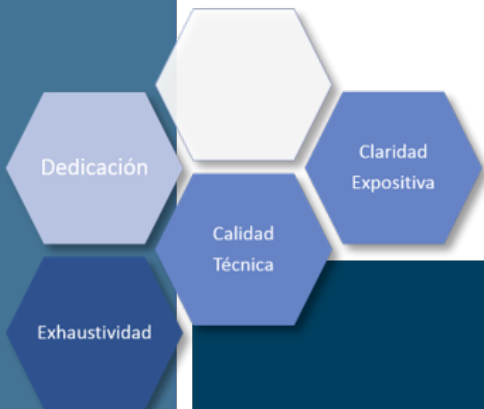 Dedicación
Claridad
Expositiva
Calidad
Técnica
Exhaustividad